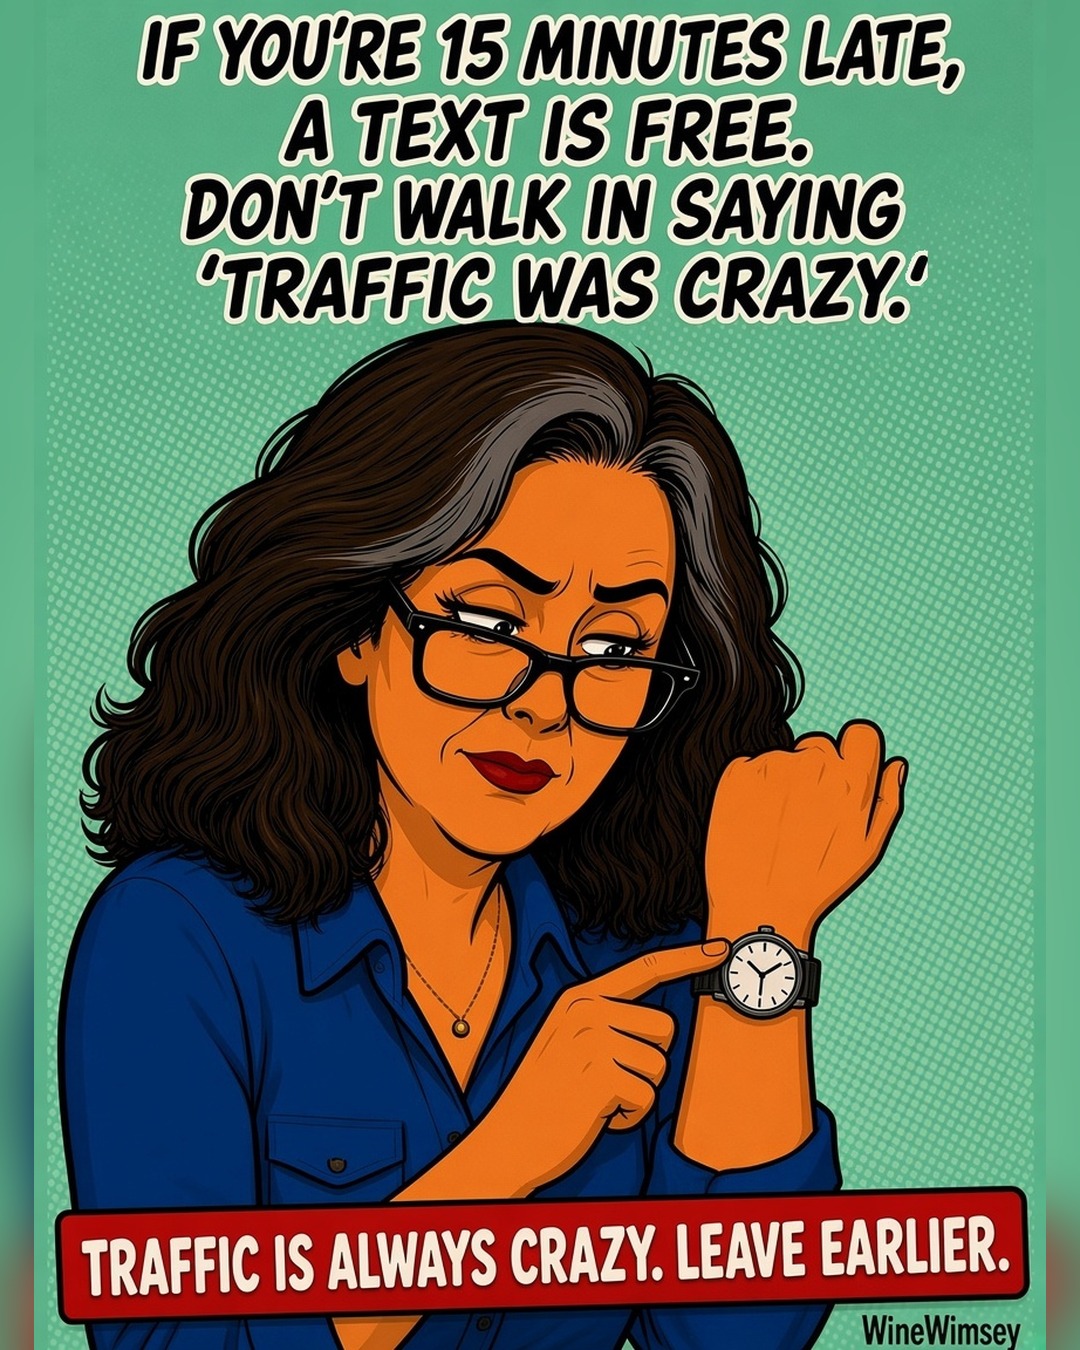 IF YOU'RE 15 MINUTES LATE,
A TEXT IS FREE.
DON'T WALK IN SAYING
‘TRAFFIC WAS CRAZY.‘
TRAFFIC IS ALWAYS CRAZY. LEAVE EARLIER.
WineWimsey